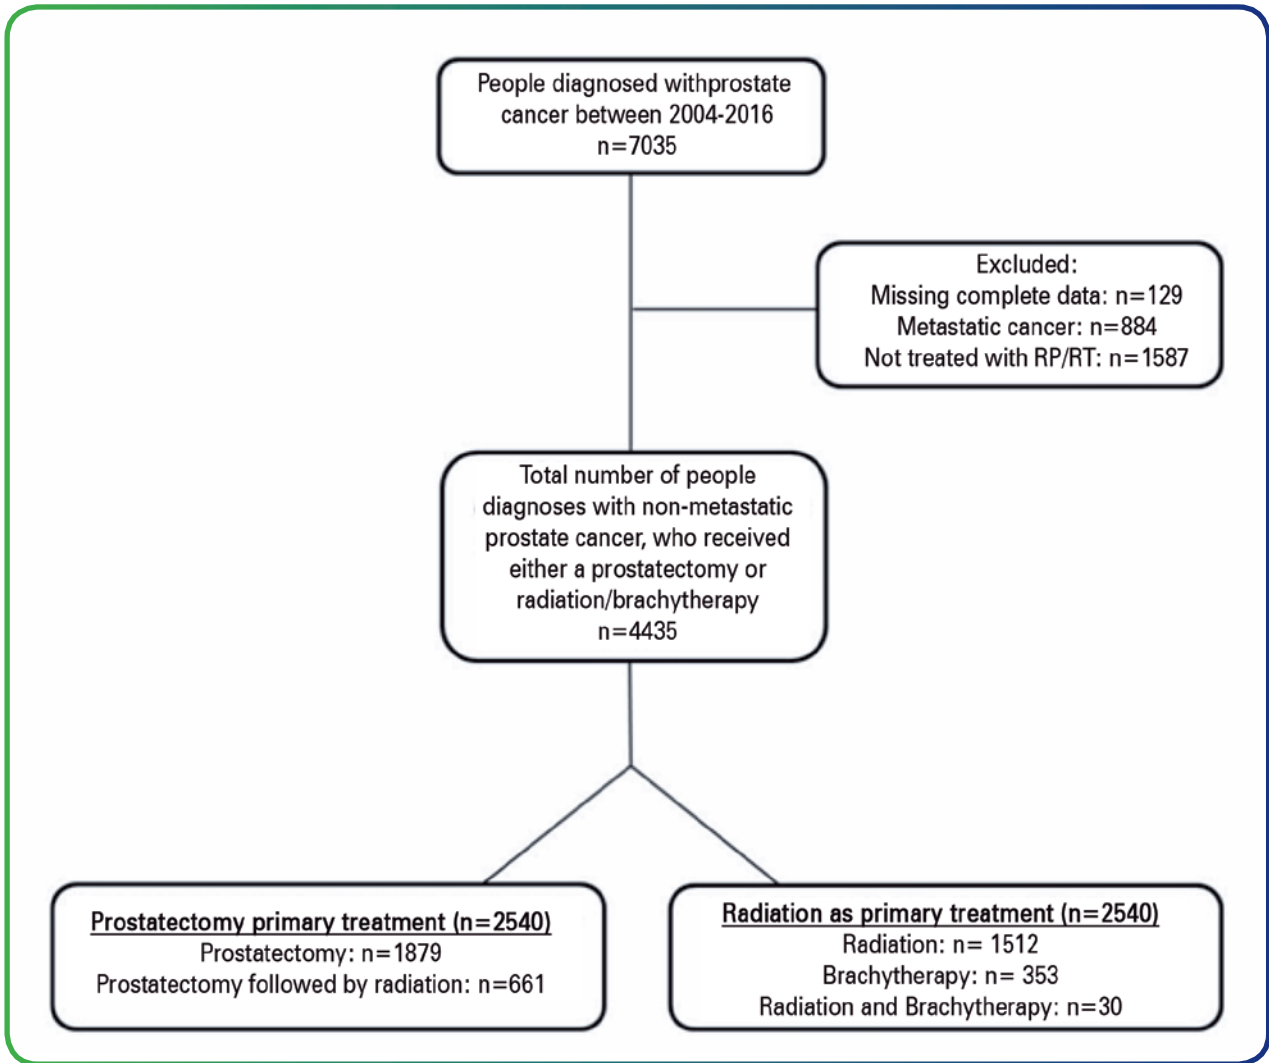 People diagnosed withprostate
cancer between 2004-2016
n=7035
Excluded:
Missing complete data: n=129
Metastatic cancer: n=884
Not treated with RP/RT: n=1587
Total number of people
diagnoses with non-metastatic
prostate cancer, who received
either a prostatectomy or
radiation/brachytherapy
n=4435
Prostatectomy primary treatment (n=2540)
Prostatectomy: n=1879
Prostatectomy followed by radiation: n=661
Radiation as primary treatment (n=2540)
Radiation: n= 1512
Brachytherapy: n= 353
Radiation and Brachytherapy: n=30